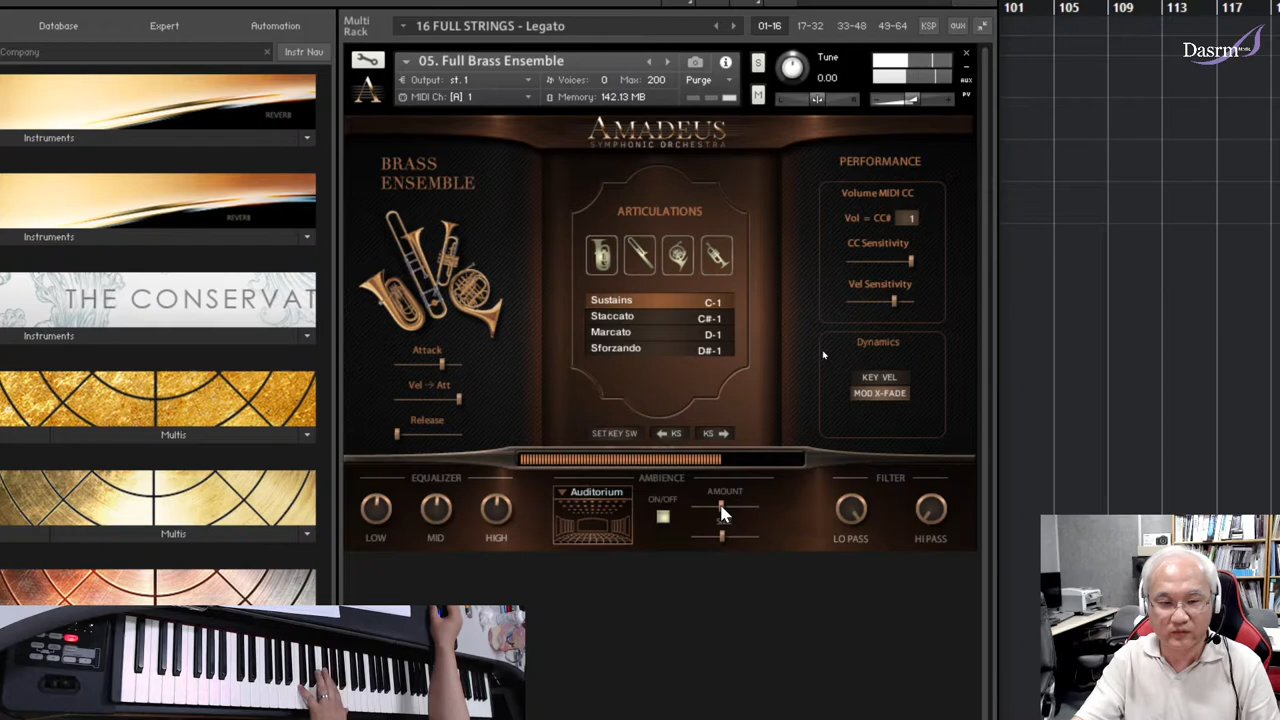 Database
Expert
Automation
Company
Instr Nav
REVERB
Instruments
REVERB
Instruments
THE CONSERVAT
Instruments
Multis
Multis
Multi
Rack
16 FULL STRINGS - Legato
01-16
17-32
33-48
49-64
KSP
AUX
05. Full Brass Ensemble
Output: st. 1
Voices: 0
Max: 200
Purge
MIDI Ch: [A] 1
Memory: 142.13 MB
S
M
Tune
0.00
L
R
AUX
PV
101
105
109
113
117
Dasrm
AMADEUS
SYMPHONIC ORCHESTRA
BRASS
ENSEMBLE
Attack
Vel → Att
Release
ARTICULATIONS
Sustains C-1
Staccato C#-1
Marcato D-1
Sforzando D#-1
SET KEY SW
← KS
KS →
PERFORMANCE
Volume MIDI CC
Vol = CC# 1
CC Sensitivity
Vel Sensitivity
Dynamics
KEY VEL
MOD X-FADE
EQUALIZER
LOW
MID
HIGH
AMBIENCE
Auditorium
ON/OFF
AMOUNT
FILTER
LO PASS
HI PASS